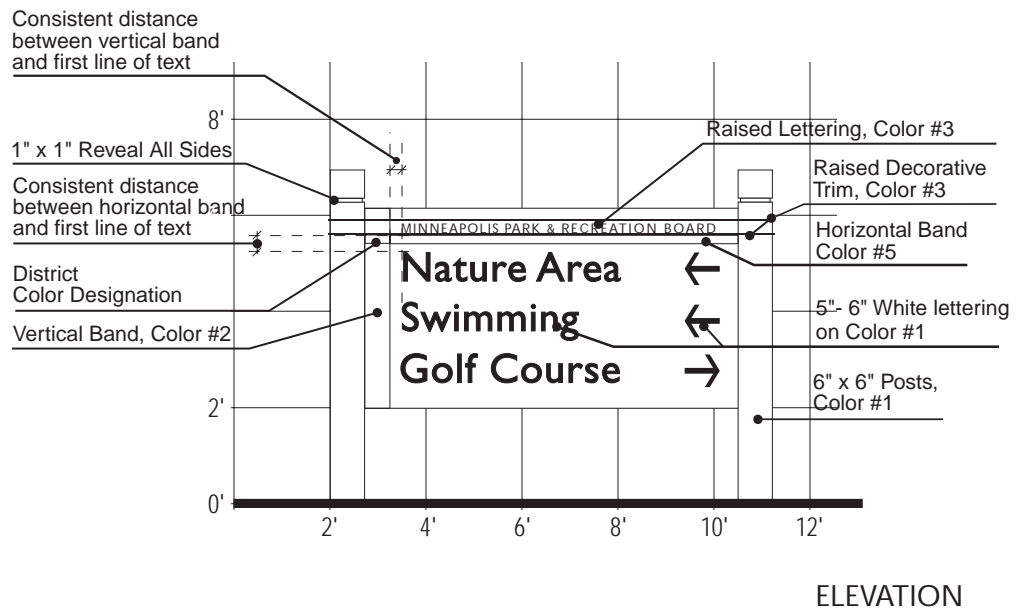 Consistent distance
between vertical band
and first line of text
8'
1" x 1" Reveal All Sides
Consistent distance
between horizontal band
and first line of text
District
Color Designation
Vertical Band, Color #2
2'
0'
MINNEAPOLIS PARK & RECREATION BOARD
Nature Area ←
Swimming ←
Golf Course →
Raised Lettering, Color #3
Raised Decorative
Trim, Color #3
Horizontal Band
Color #5
5"- 6" White lettering
on Color #1
6" x 6" Posts,
Color #1
2' 4' 6' 8' 10' 12'
ELEVATION